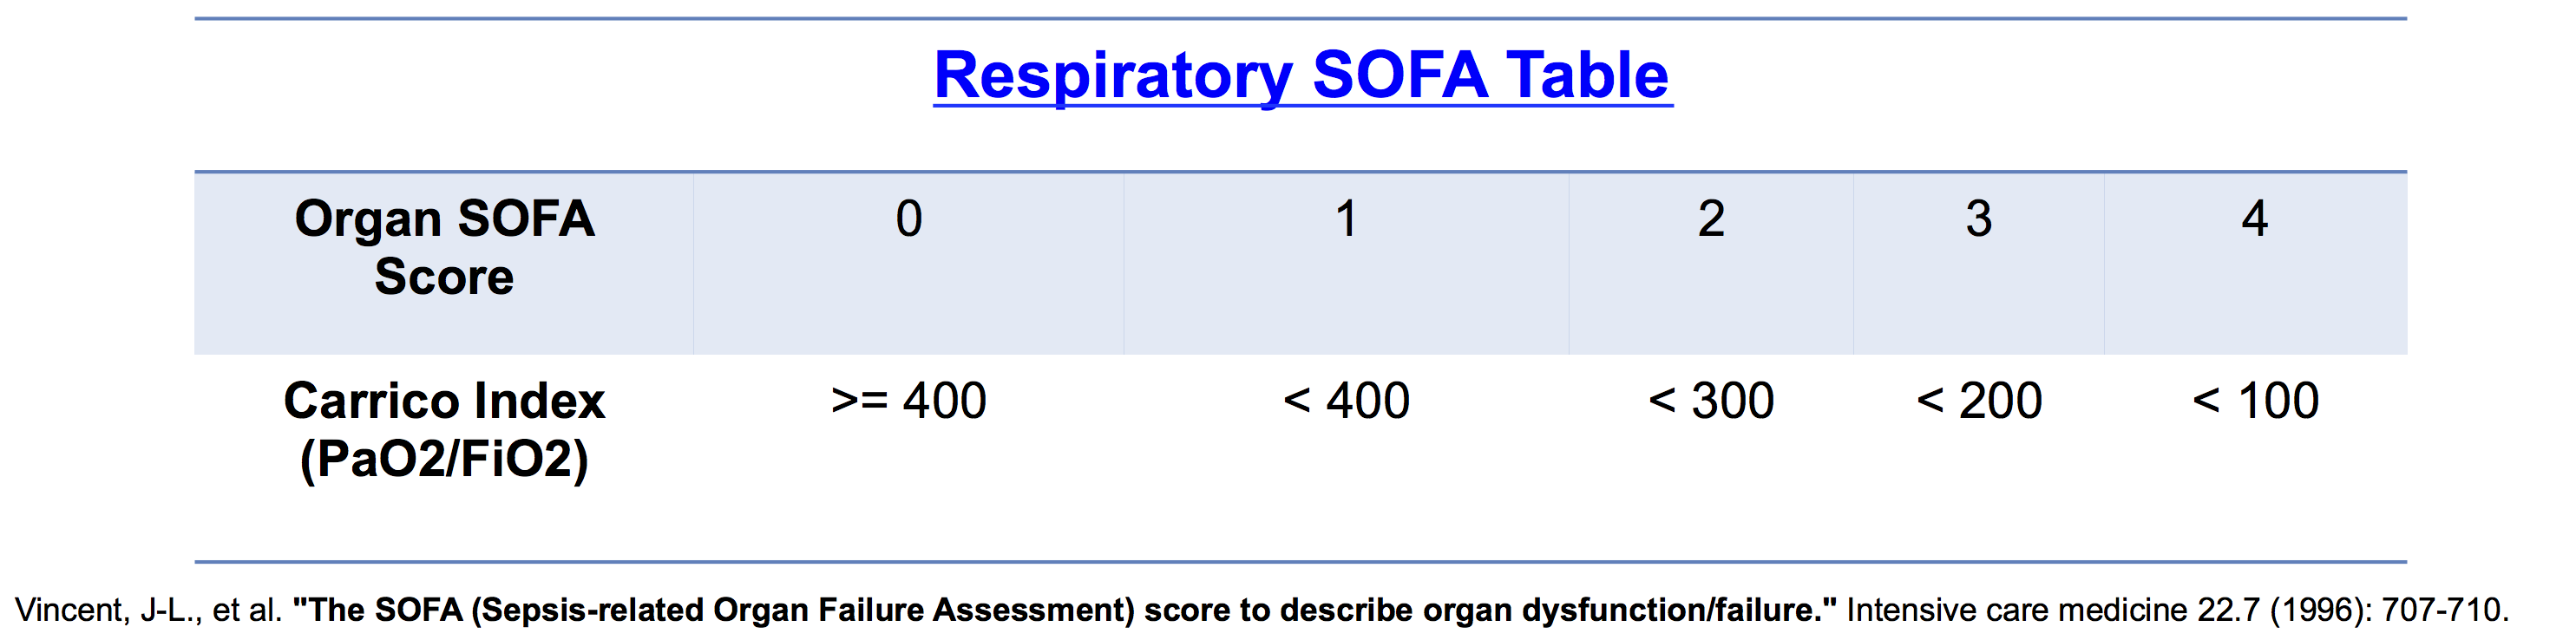 Respiratory SOFA Table
Organ SOFA Score 0 1 2 3 4
Carrico Index (PaO2/FiO2) >= 400 < 400 < 300 < 200 < 100
Vincent, J-L., et al. "The SOFA (Sepsis-related Organ Failure Assessment) score to describe organ dysfunction/failure." Intensive care medicine 22.7 (1996): 707-710.